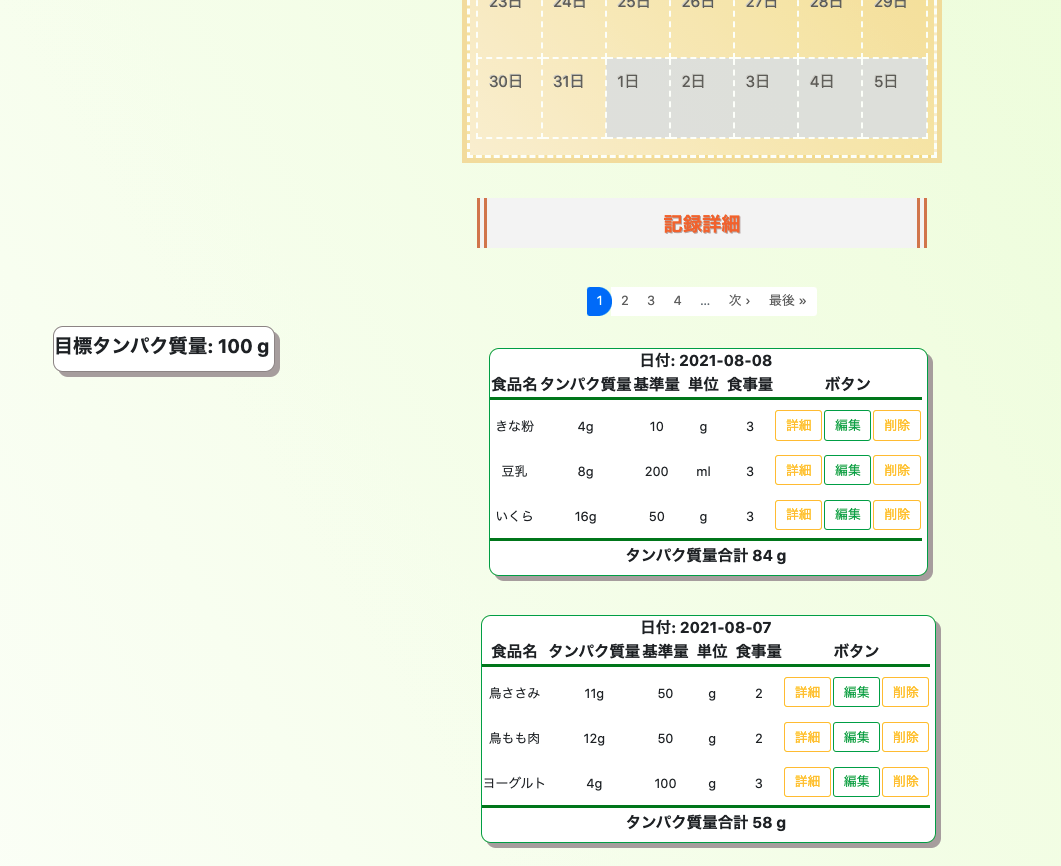 23日 24日 25日 26日 27日 28日 29日
30日 31日 1日 2日 3日 4日 5日
記録詳細
1 2 3 4 … 次 › 最後 »
目標タンパク質量: 100 g
日付: 2021-08-08
食品名 タンパク質量 基準量 単位 食事量 ボタン
きな粉 4g 10 g 3 詳細 編集 削除
豆乳 8g 200 ml 3 詳細 編集 削除
いくら 16g 50 g 3 詳細 編集 削除
タンパク質量合計 84 g
日付: 2021-08-07
食品名 タンパク質量 基準量 単位 食事量 ボタン
鳥ささみ 11g 50 g 2 詳細 編集 削除
鳥もも肉 12g 50 g 2 詳細 編集 削除
ヨーグルト 4g 100 g 3 詳細 編集 削除
タンパク質量合計 58 g